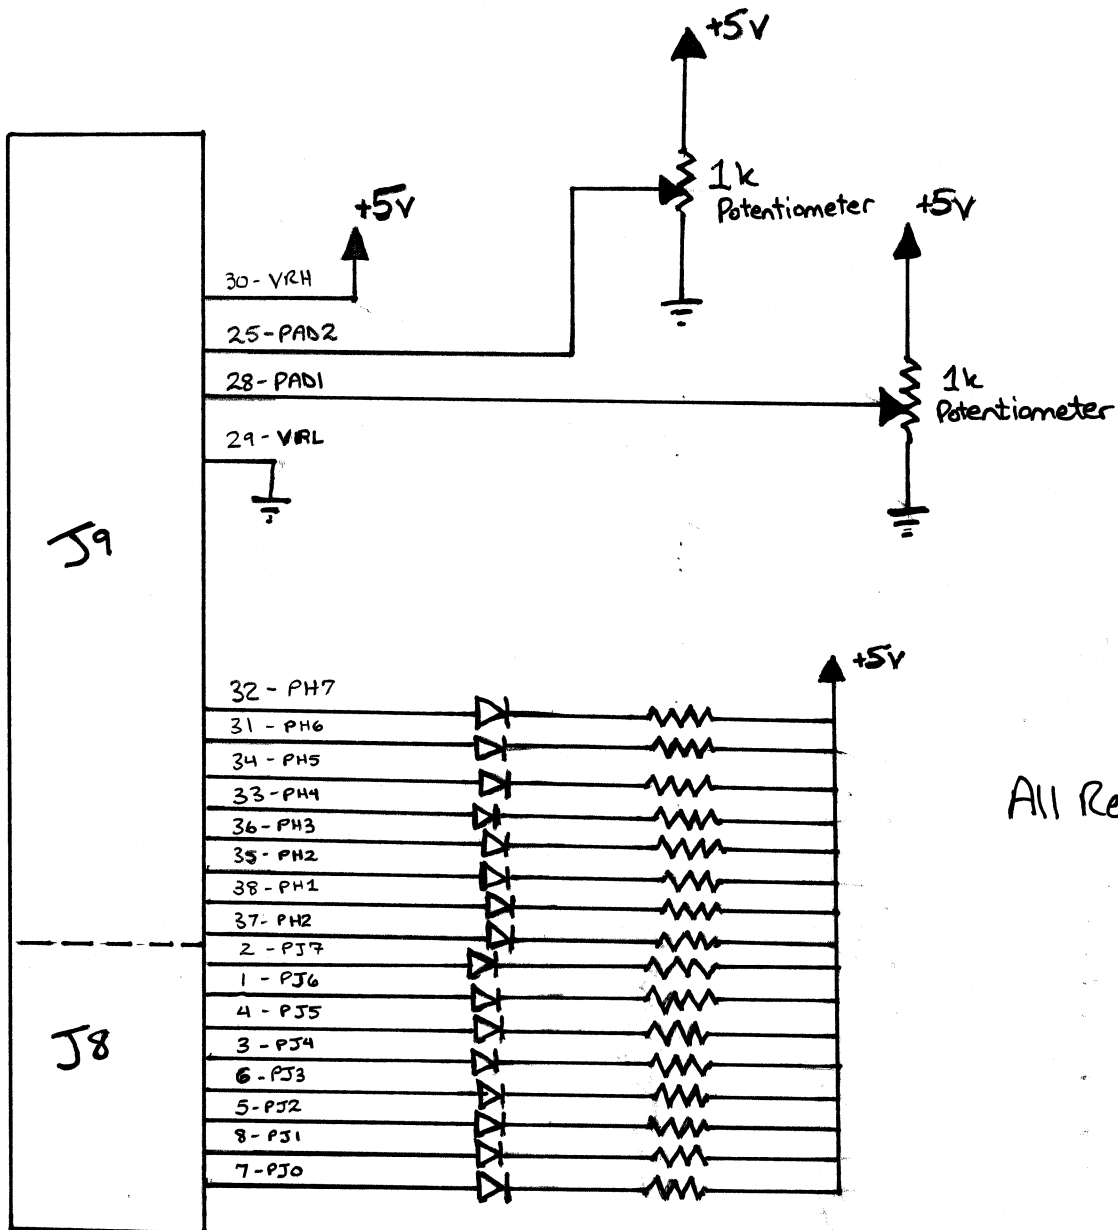 +5V
1k
Potentiometer
+5V
+5V
30-VRH
25-PAD2
28-PAD1
1k
Potentiometer
29-VRL
J9
+5V
32-PH7
31-PH6
34-PH5
33-PH4
All Re
36-PH3
35-PH2
38-PH1
37-PH2
2-PJ7
1-PJ6
4-PJ5
J8
3-PJ4
6-PJ3
5-PJ2
8-PJ1
7-PJ0